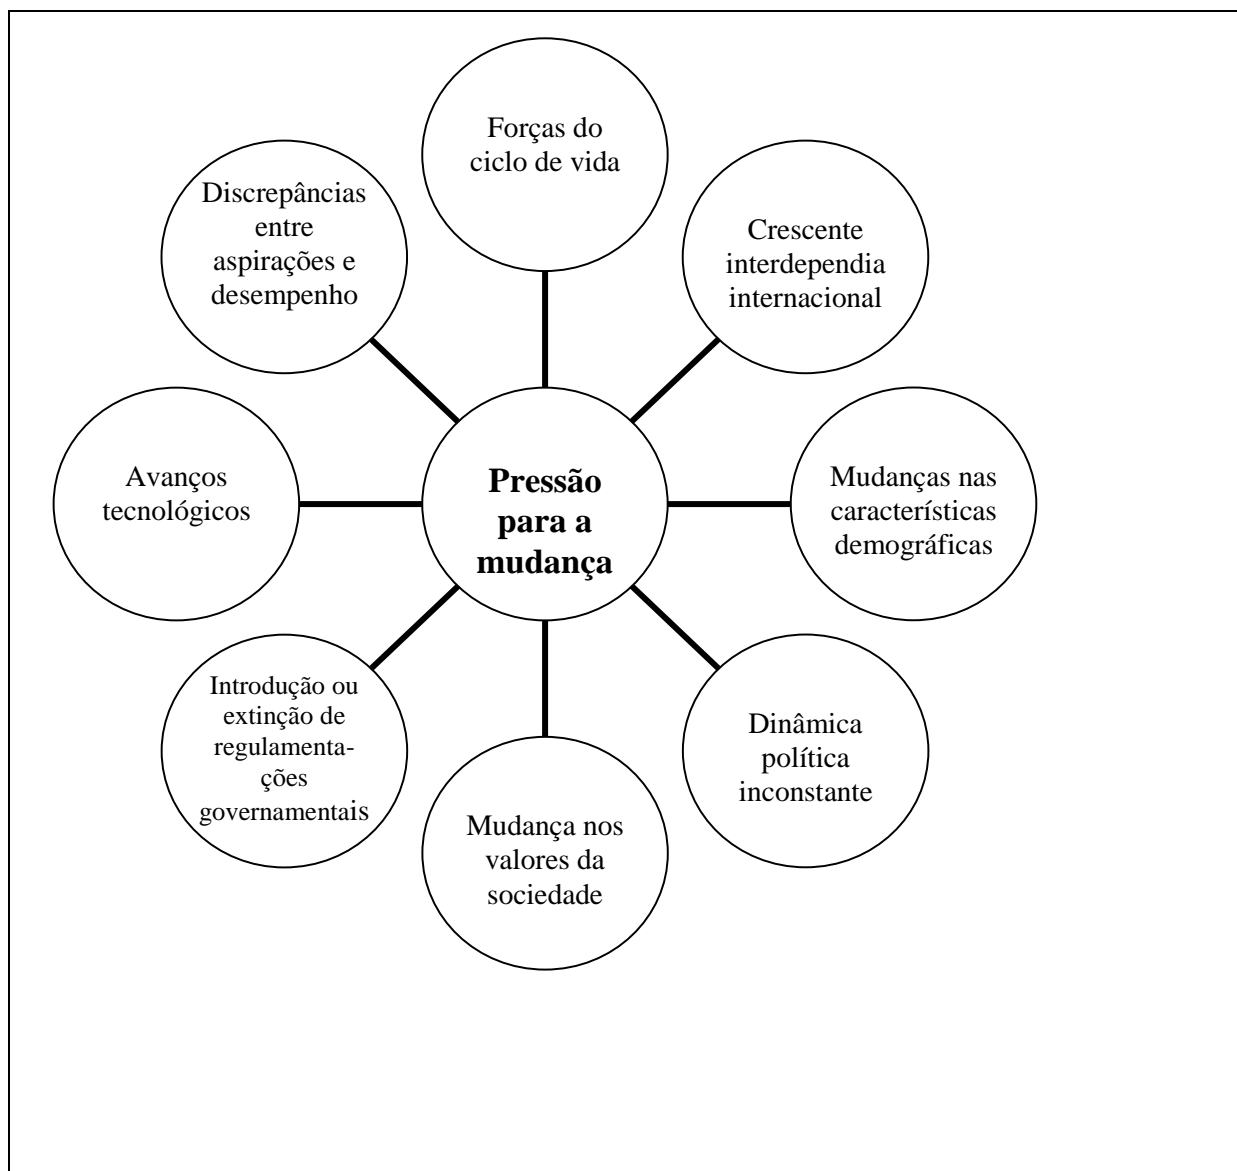 Forças do
ciclo de vida
Discrepâncias
entre
aspirações e
desempenho
Crescente
interdependia
internacional
Avanços
tecnológicos
Pressão
para a
mudança
Mudanças nas
características
demográficas
Introdução ou
extinção de
regulamenta-
ções
governamentais
Dinâmica
política
inconstante
Mudança nos
valores da
sociedade